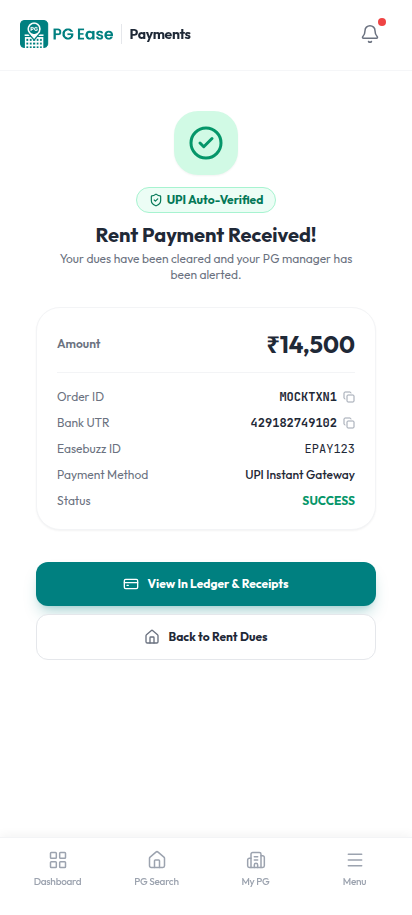 PG
PG Ease
Payments
UPI Auto-Verified
Rent Payment Received!
Your dues have been cleared and your PG manager has
been alerted.
Amount ₹14,500
Order ID MOCKTXN1
Bank UTR 429182749102
Easebuzz ID EPAY123
Payment Method UPI Instant Gateway
Status SUCCESS
View In Ledger & Receipts
Back to Rent Dues
Dashboard PG Search My PG Menu